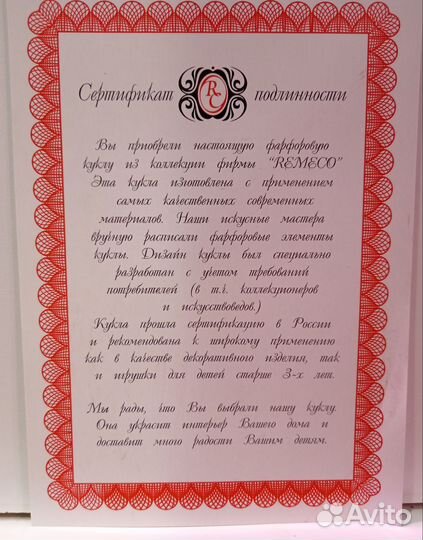 Сертификат RC подлинности
Вы приобрели настоящую фарфоровую
куклу из коллекции фирмы "REMECO"
Эта кукла изготовлена с применением
самых качественных современных
материалов. Наши искусные мастера
вручную расписали фарфоровые элементы
куклы. Дизайн куклы был специально
разработан с учетом требований
потребителей (в т.ч. коллекционеров
и искусствоведов.)
Кукла прошла сертификацию в России
и рекомендована к широкому применению
как в качестве декоративного изделия, так
и игрушки для детей старше 3-х лет.
Мы рады, что Вы выбрали нашу куклу.
Она украсит интерьер Вашего дома и
доставит много радости Вашим детям.
Avito